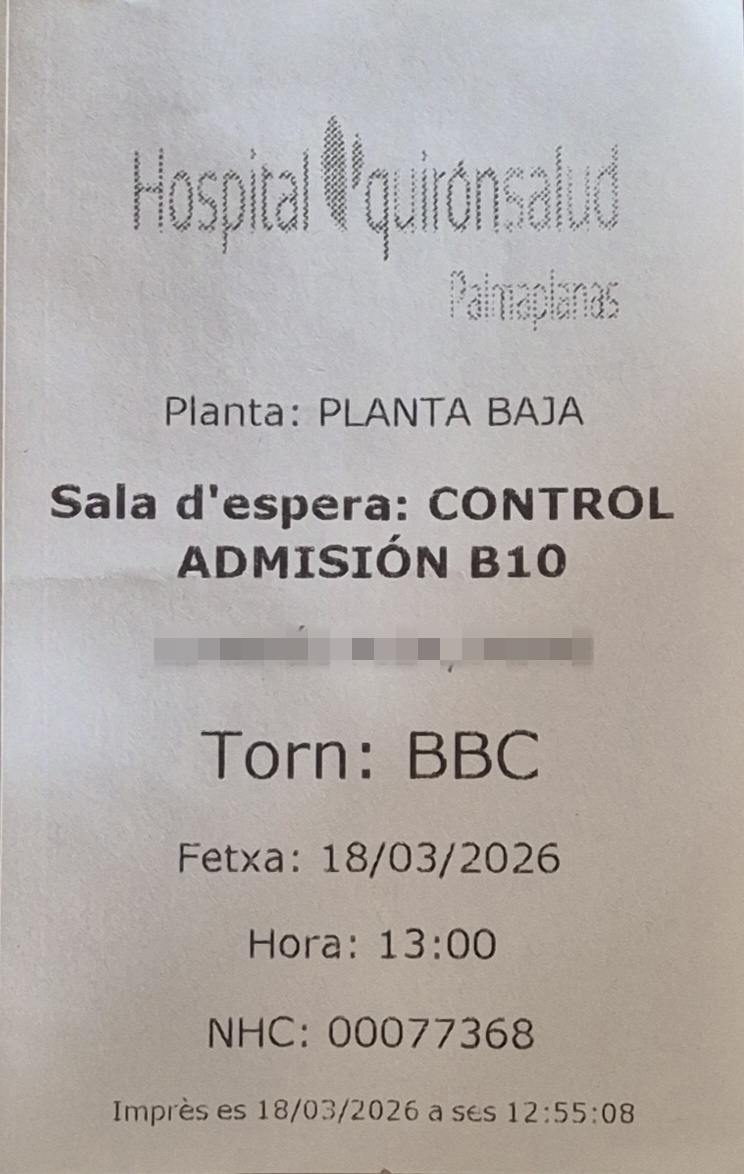 Hospital quirónsalud
Palmaplanas
Planta: PLANTA BAJA
Sala d'espera: CONTROL
ADMISIÓN B10
Torn: BBC
Fetxa: 18/03/2026
Hora: 13:00
NHC: 00077368
Imprès es 18/03/2026 a ses 12:55:08